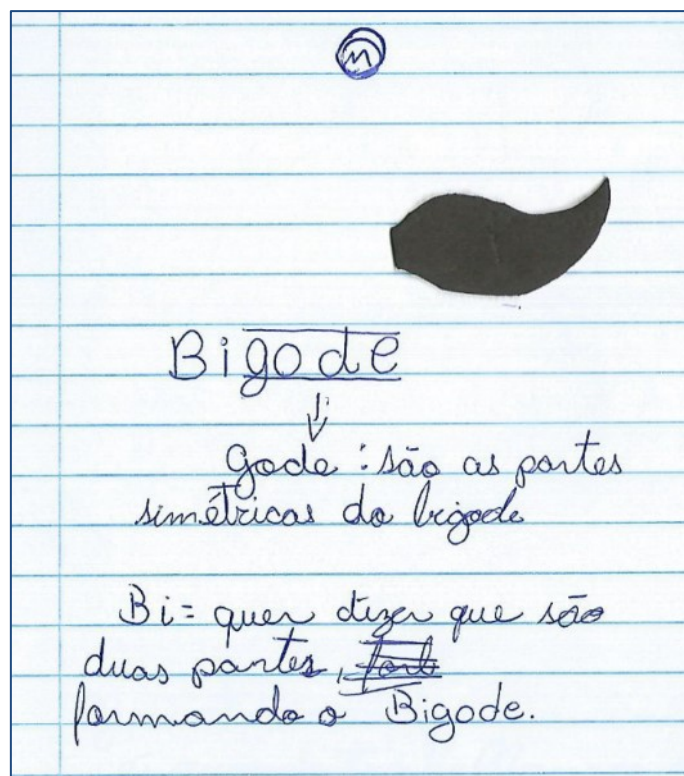 M
Bigode
Gode: são as partes
simétricas do bigode
Bi= quer dizer que são
duas partes,
formando o Bigode.